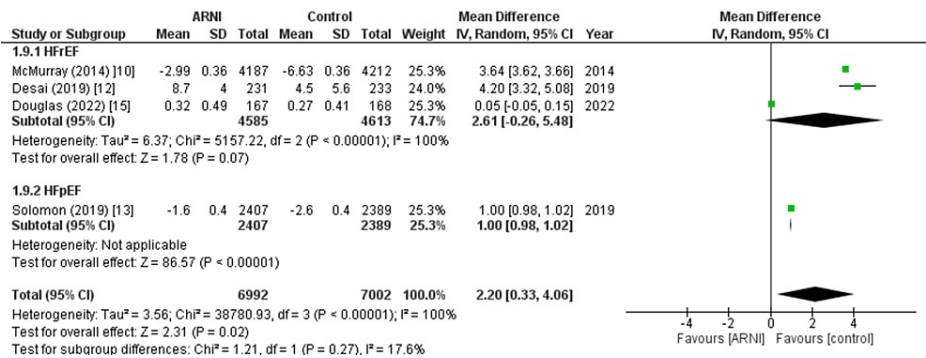 ARNI Control Mean Difference Mean Difference
Study or Subgroup Mean SD Total Mean SD Total Weight IV, Random, 95% CI Year IV, Random, 95% CI
1.9.1 HFrEF
McMurray (2014) ]10] -2.99 0.36 4187 -6.63 0.36 4212 25.3% 3.64 [3.62, 3.66] 2014
Desai (2019) [12] 8.7 4 231 4.5 5.6 233 24.0% 4.20 [3.32, 5.08] 2019
Douglas (2022) [15] 0.32 0.49 167 0.27 0.41 168 25.3% 0.05 [-0.05, 0.15] 2022
Subtotal (95% CI) 4585 4613 74.7% 2.61 [-0.26, 5.48]
Heterogeneity: Tau² = 6.37; Chi² = 5157.22, df = 2 (P < 0.00001); I² = 100%
Test for overall effect: Z = 1.78 (P = 0.07)
1.9.2 HFpEF
Solomon (2019) [13] -1.6 0.4 2407 -2.6 0.4 2389 25.3% 1.00 [0.98, 1.02] 2019
Subtotal (95% CI) 2407 2389 25.3% 1.00 [0.98, 1.02]
Heterogeneity: Not applicable
Test for overall effect: Z = 86.57 (P < 0.00001)
Total (95% CI) 6992 7002 100.0% 2.20 [0.33, 4.06]
Heterogeneity: Tau² = 3.56; Chi² = 38780.93, df = 3 (P < 0.00001); I² = 100%
Test for overall effect: Z = 2.31 (P = 0.02)
Test for subgroup differences: Chi² = 1.21, df = 1 (P = 0.27), I² = 17.6%
-4 -2 0 2 4
Favours [ARNI] Favours [control]